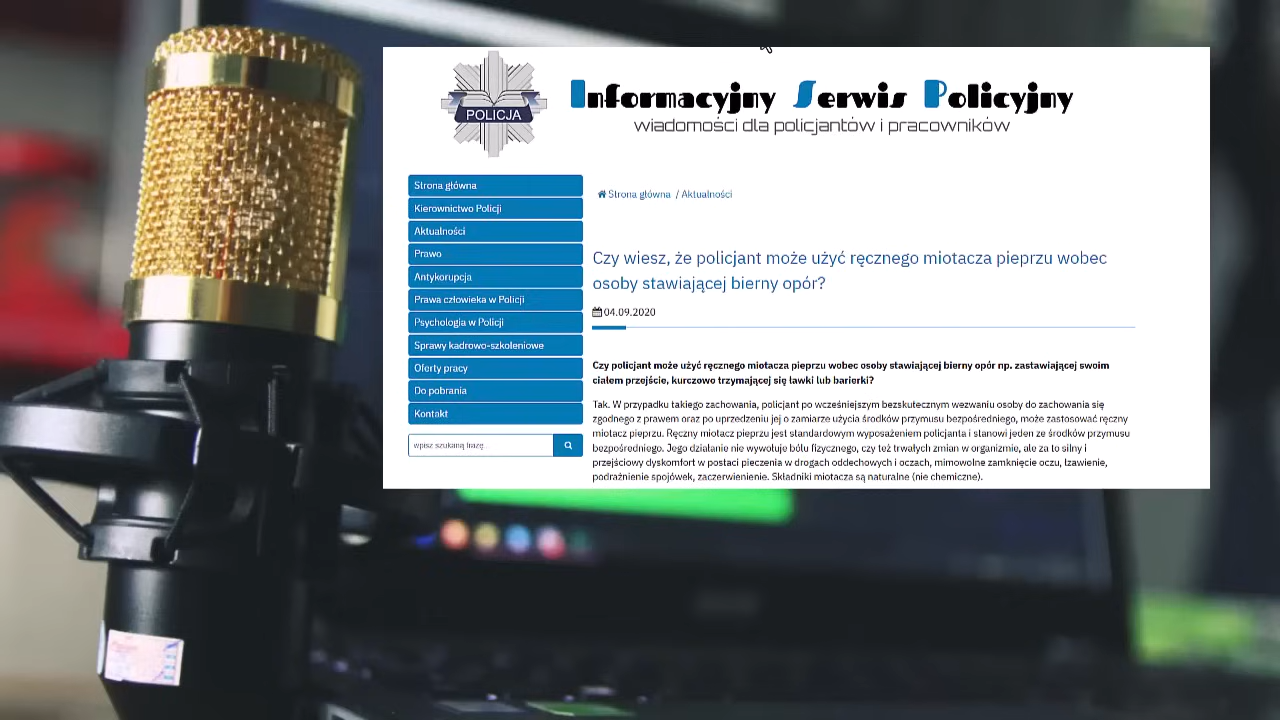 POLICJA
Informacyjny Serwis Policyjny
wiadomości dla policjantów i pracowników
Strona główna
Kierownictwo Policji
Aktualności
Prawo
Antykorupcja
Prawa człowieka w Policji
Psychologia w Policji
Sprawy kadrowo-szkoleniowe
Oferty pracy
Do pobrania
Kontakt
wpisz szukaną frazę
Strona główna / Aktualności
Czy wiesz, że policjant może użyć ręcznego miotacza pieprzu wobec
osoby stawiającej bierny opór?
04.09.2020
Czy policjant może użyć ręcznego miotacza pieprzu wobec osoby stawiającej bierny opór np. zastawiającej swoim
ciałem przejście, kurczowo trzymającej się ławki lub barierki?
Tak. W przypadku takiego zachowania, policjant po wcześniejszym bezskutecznym wezwaniu osoby do zachowania się
zgodnego z prawem oraz po uprzedzeniu jej o zamiarze użycia środków przymusu bezpośredniego, może zastosować ręczny
miotacz pieprzu. Ręczny miotacz pieprzu jest standardowym wyposażeniem policjanta i stanowi jeden ze środków przymusu
bezpośredniego. Jego działanie nie wywołuje bólu fizycznego, czy też trwałych zmian w organizmie, ale za to silny i
przejściowy dyskomfort w postaci pieczenia w drogach oddechowych i oczach, mimowolne zamknięcie oczu, łzawienie,
podrażnienie spojówek, zaczerwienienie. Składniki miotacza są naturalne (nie chemiczne).